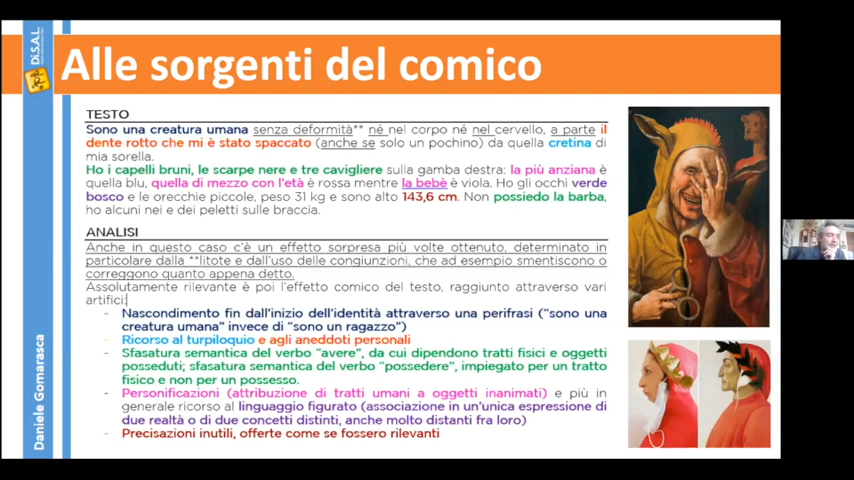 Di.S.A.L.
Alle sorgenti del comico
TESTO
Sono una creatura umana senza deformità** né nel corpo né nel cervello, a parte il
dente rotto che mi è stato spaccato (anche se solo un pochino) da quella cretina di
mia sorella.
Ho i capelli bruni, le scarpe nere e tre cavigliere sulla gamba destra: la più anziana è
quella blu, quella di mezzo con l'età è rossa mentre la bebè è viola. Ho gli occhi verde
bosco e le orecchie piccole, peso 31 kg e sono alto 143,6 cm. Non possiedo la barba,
ho alcuni nei e dei peletti sulle braccia.
ANALISI
Anche in questo caso c'è un effetto sorpresa più volte ottenuto, determinato in
particolare dalla **litote e dall'uso delle congiunzioni, che ad esempio smentiscono o
correggono quanto appena detto.
Assolutamente rilevante è poi l'effetto comico del testo, raggiunto attraverso vari
artifici:
- Nascondimento fin dall'inizio dell'identità attraverso una perifrasi ("sono una
creatura umana" invece di "sono un ragazzo")
- Ricorso al turpiloquio e agli aneddoti personali
- Sfasatura semantica del verbo "avere", da cui dipendono tratti fisici e oggetti
posseduti; sfasatura semantica del verbo "possedere", impiegato per un tratto
fisico e non per un possesso.
- Personificazioni (attribuzione di tratti umani a oggetti inanimati) e più in
generale ricorso al linguaggio figurato (associazione in un'unica espressione di
due realtà o di due concetti distinti, anche molto distanti fra loro)
- Precisazioni inutili, offerte come se fossero rilevanti
Daniele Gomarasca